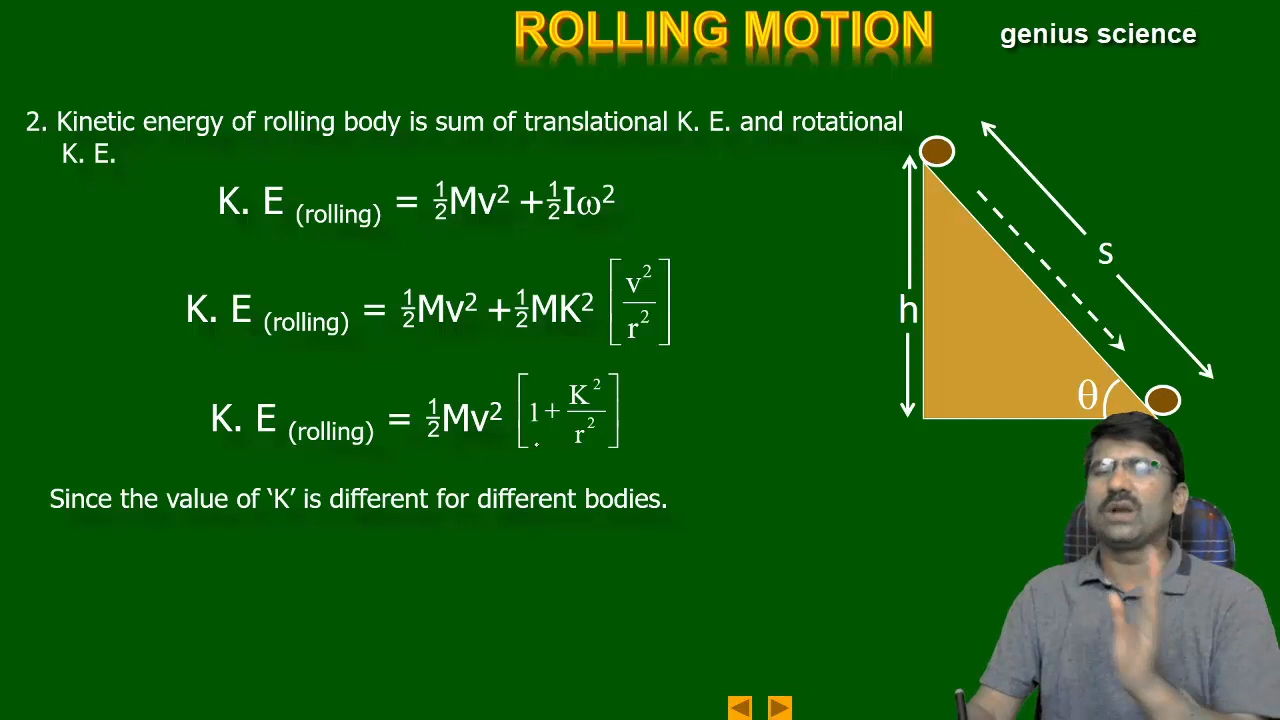 ROLLING MOTION
genius science
2. Kinetic energy of rolling body is sum of translational K. E. and rotational
K. E.
K. E (rolling) = ½Mv² +½Iω²
K. E (rolling) = ½Mv² +½MK² [v²/r²]
K. E (rolling) = ½Mv² [1 + K²/r²]
Since the value of ‘K’ is different for different bodies.
s
h
θ